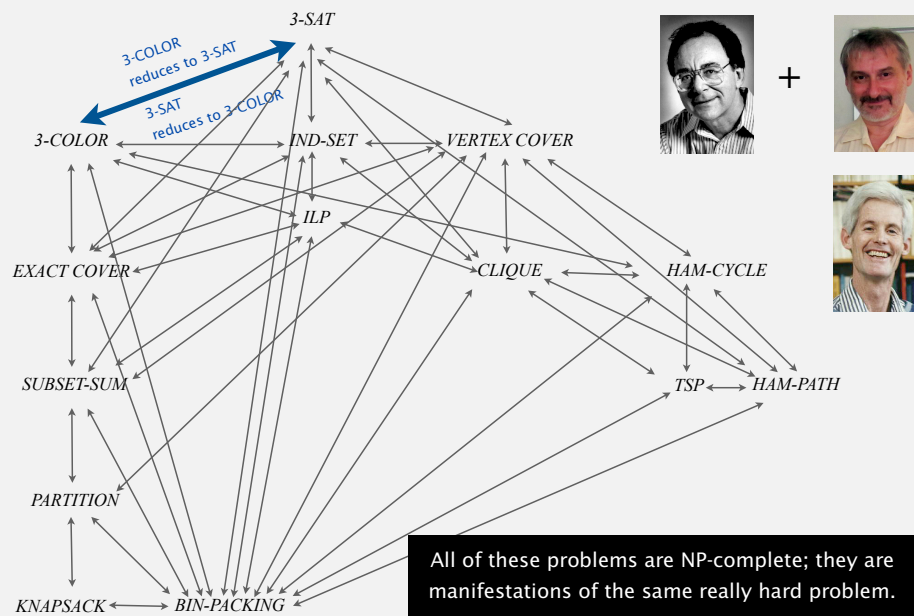 3-SAT
3-COLOR
reduces to 3-SAT
3-SAT
reduces to 3-COLOR
+
3-COLOR
IND-SET
VERTEX COVER
ILP
EXACT COVER
CLIQUE
HAM-CYCLE
SUBSET-SUM
TSP
HAM-PATH
PARTITION
KNAPSACK
BIN-PACKING
All of these problems are NP-complete; they are
manifestations of the same really hard problem.